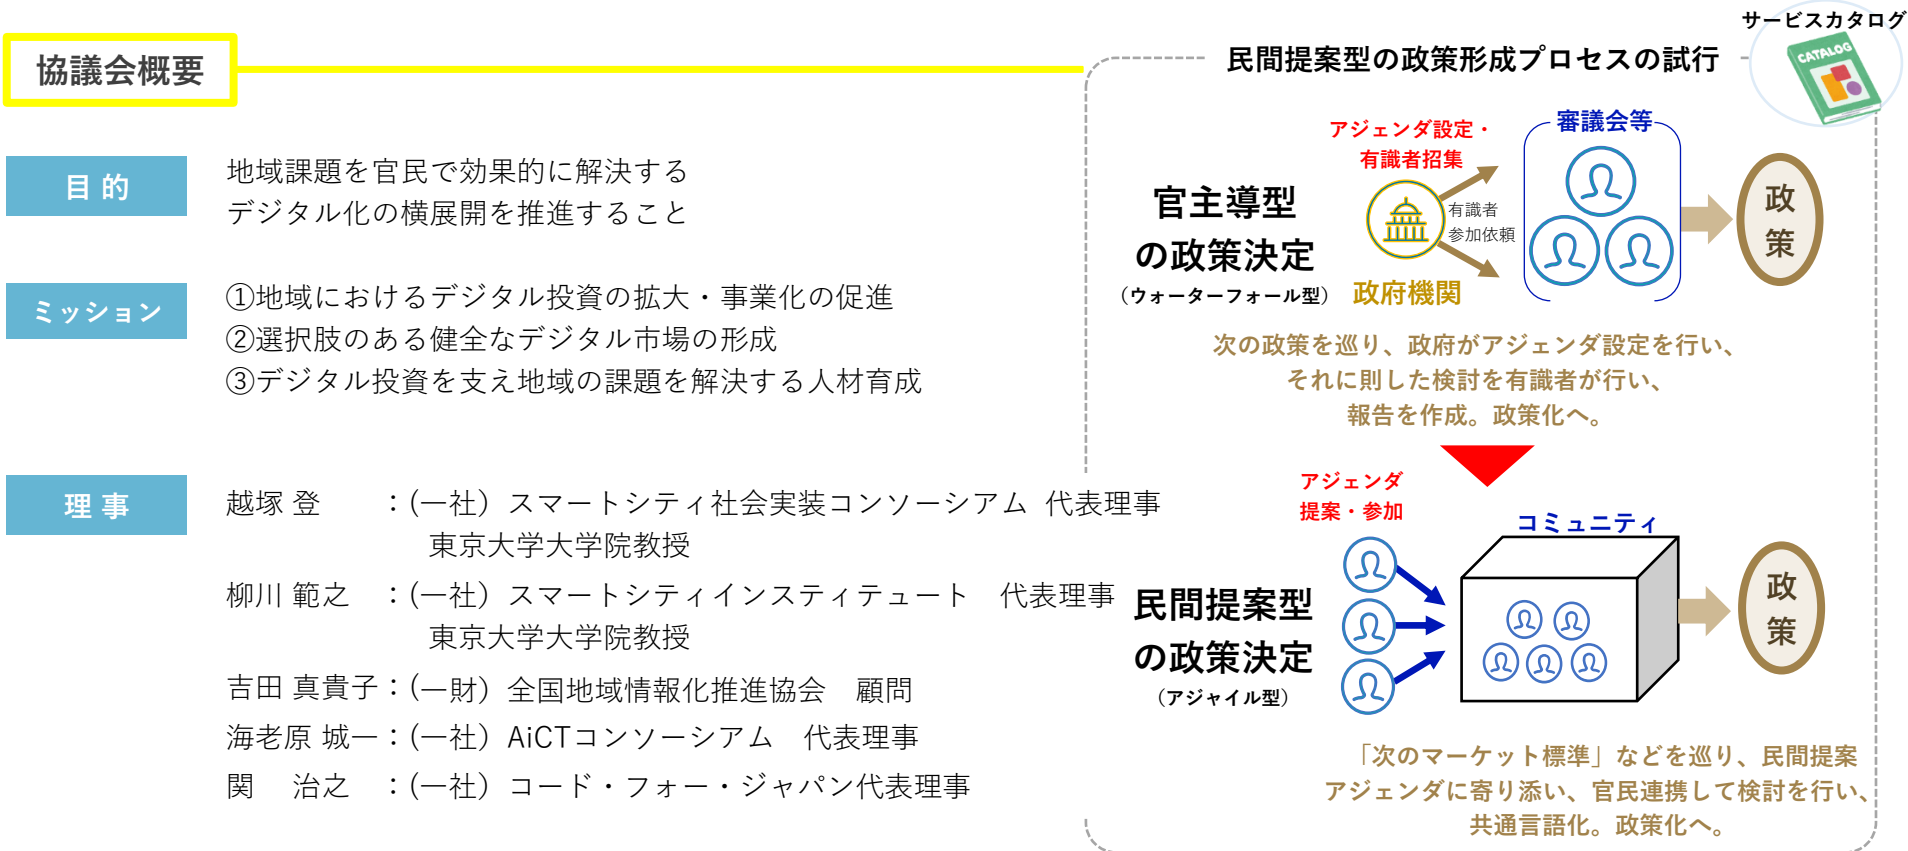 協議会概要
目的
地域課題を官民で効果的に解決する
デジタル化の横展開を推進すること
ミッション
①地域におけるデジタル投資の拡大・事業化の促進
②選択肢のある健全なデジタル市場の形成
③デジタル投資を支え地域の課題を解決する人材育成
理事
越塚 登 :(一社)スマートシティ社会実装コンソーシアム 代表理事
東京大学大学院教授
柳川 範之 :(一社)スマートシティインスティテュート 代表理事
東京大学大学院教授
吉田 真貴子:(一財)全国地域情報化推進協会 顧問
海老原 城一:(一社)AiCTコンソーシアム 代表理事
関 治之 :(一社)コード・フォー・ジャパン代表理事
サービスカタログ
CATALOG
民間提案型の政策形成プロセスの試行
アジェンダ設定・
有識者招集
審議会等
官主導型
の政策決定
(ウォーターフォール型)
有識者
参加依頼
政府機関
政策
次の政策を巡り、政府がアジェンダ設定を行い、
それに則した検討を有識者が行い、
報告を作成。政策化へ。
アジェンダ
提案・参加
コミュニティ
民間提案型
の政策決定
(アジャイル型)
政策
「次のマーケット標準」などを巡り、民間提案
アジェンダに寄り添い、官民連携して検討を行い、
共通言語化。政策化へ。